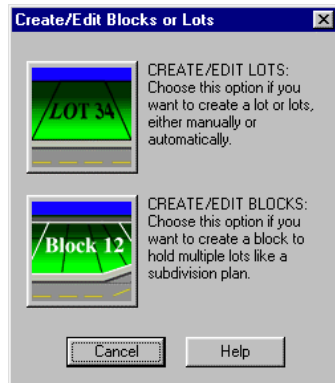 Create/Edit Blocks or Lots
LOT 34
CREATE/EDIT LOTS:
Choose this option if you
want to create a lot or lots,
either manually or
automatically.
Block 12
CREATE/EDIT BLOCKS:
Choose this option if you
want to create a block to
hold multiple lots like a
subdivision plan.
Cancel
Help